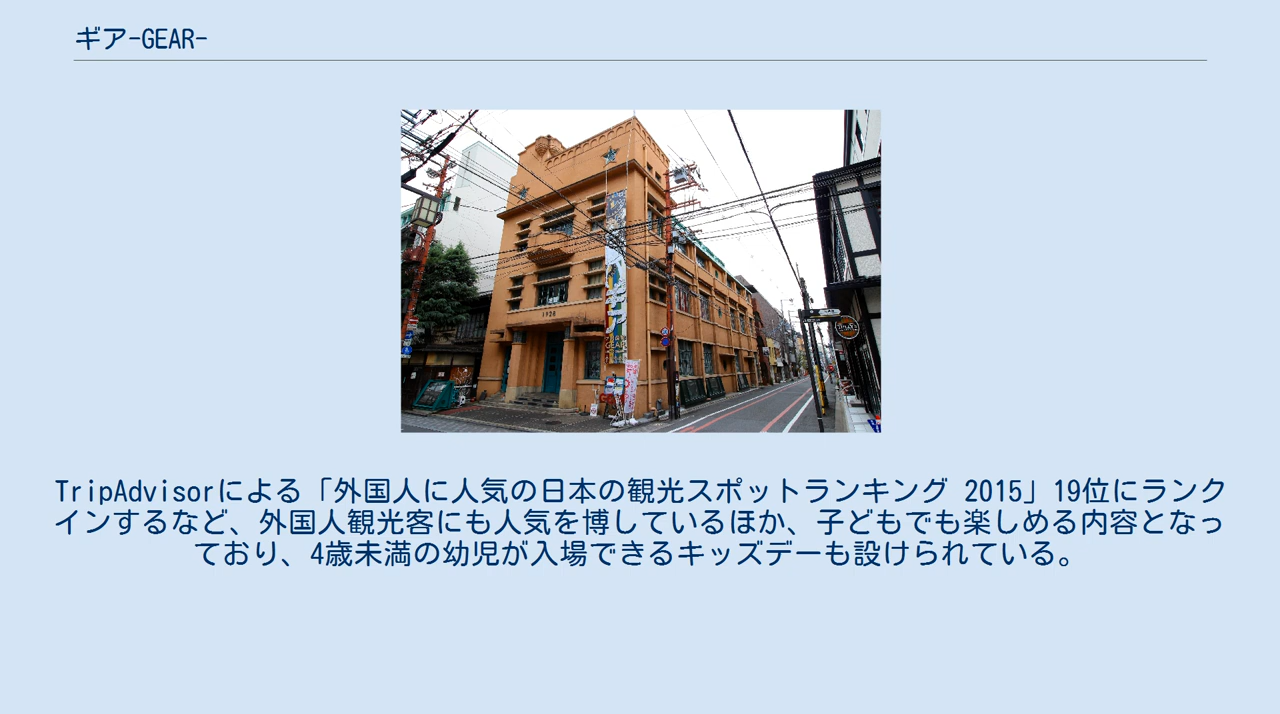 ギア-GEAR-
1928
TripAdvisorによる「外国人に人気の日本の観光スポットランキング 2015」19位にランク
インするなど、外国人観光客にも人気を博しているほか、子どもでも楽しめる内容となっ
ており、4歳未満の幼児が入場できるキッズデーも設けられている。